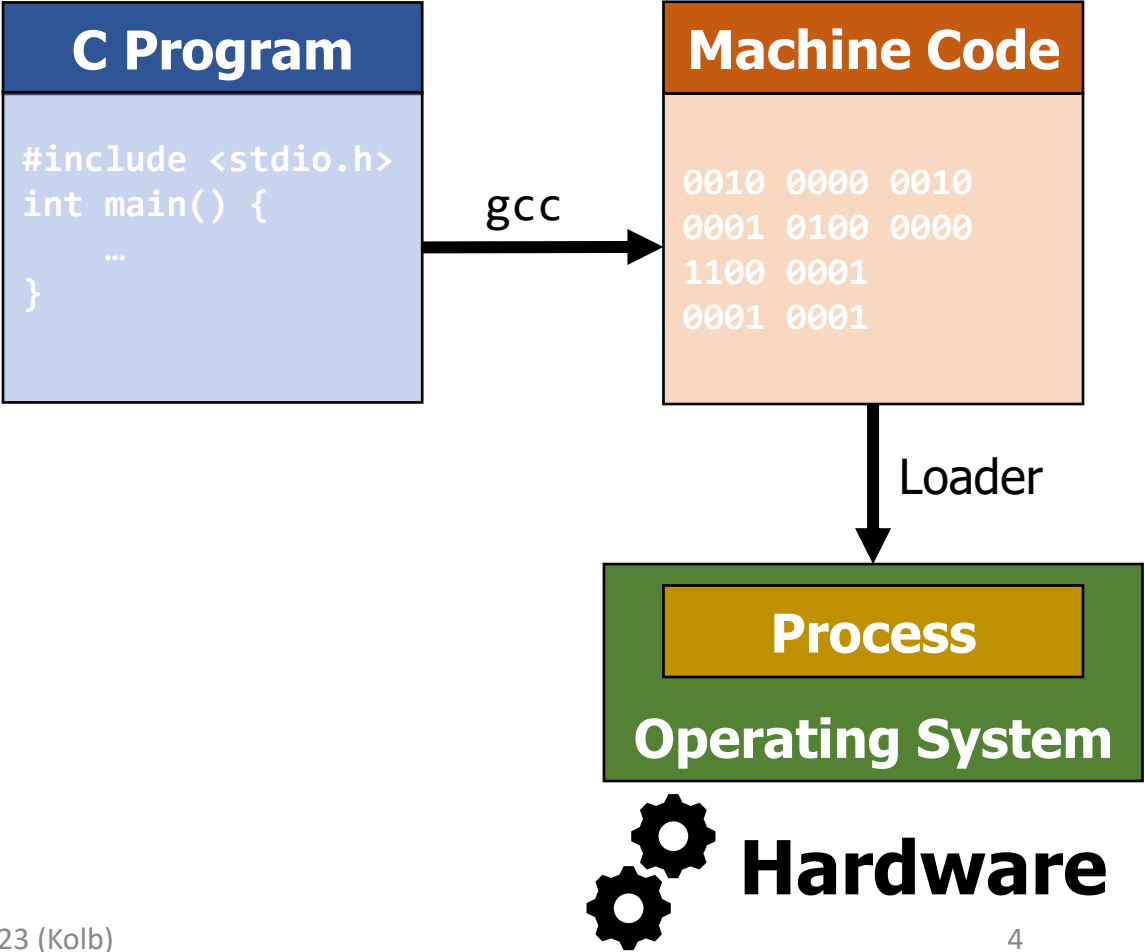 C Program
#include <stdio.h>
int main() {
…
}
gcc
Machine Code
0010 0000 0010
0001 0100 0000
1100 0001
0001 0001
Loader
Process
Operating System
Hardware
23 (Kolb)
4